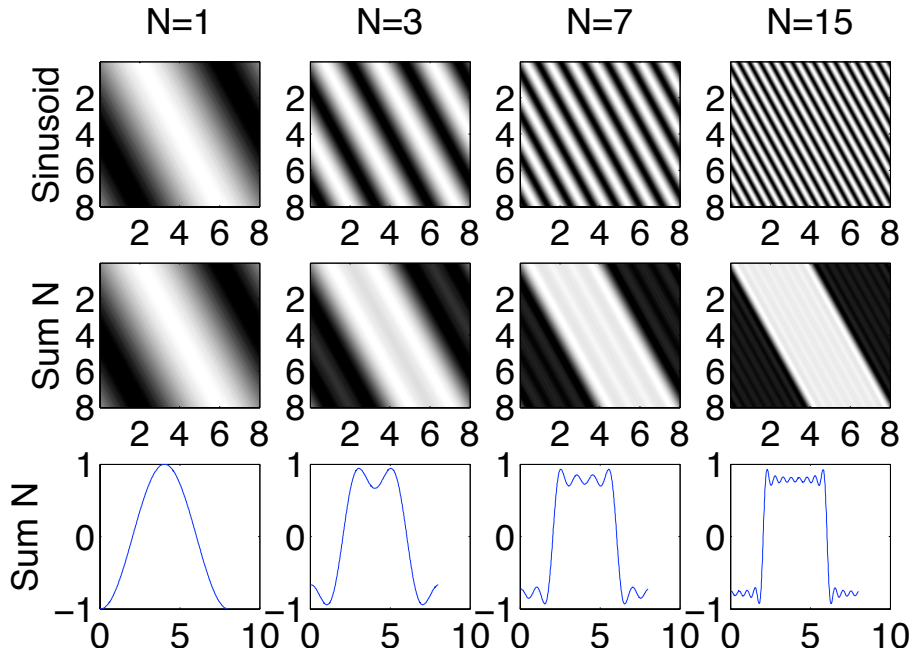 N=1 N=3 N=7 N=15
Sinusoid
2 2 2 2
4 4 4 4
6 6 6 6
8 8 8 8
2 4 6 8 2 4 6 8 2 4 6 8 2 4 6 8
Sum N
2 2 2 2
4 4 4 4
6 6 6 6
8 8 8 8
2 4 6 8 2 4 6 8 2 4 6 8 2 4 6 8
Sum N
1 1 1 1
0 0 0 0
−1 −1 −1 −1
0 5 10 0 5 10 0 5 10 0 5 10